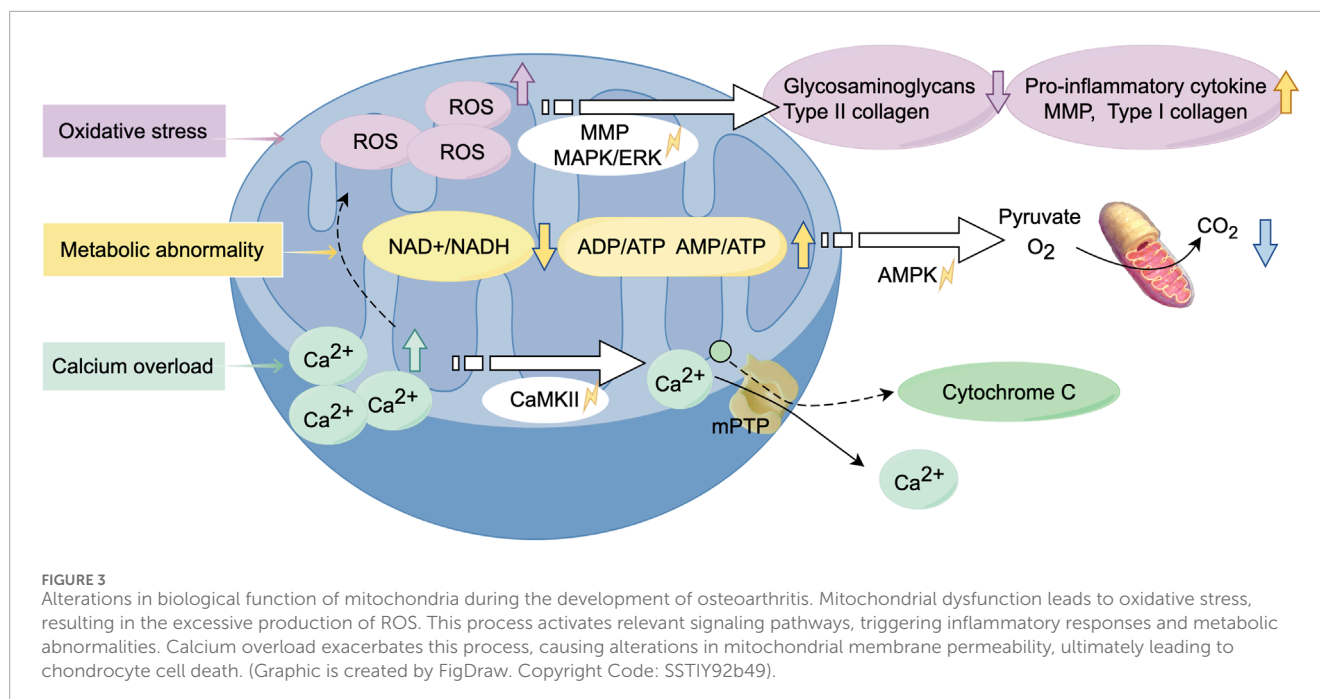 Oxidative stress
ROS
ROS
ROS
MMP
MAPK/ERK
Glycosaminoglycans
Type II collagen
Pro-inflammatory cytokine
MMP, Type I collagen
Metabolic abnormality
NAD+/NADH
ADP/ATP AMP/ATP
AMPK
Pyruvate
O2
CO2
Calcium overload
Ca2+
Ca2+
Ca2+
CaMKII
Ca2+
mPTP
Cytochrome C
Ca2+
FIGURE 3
Alterations in biological function of mitochondria during the development of osteoarthritis. Mitochondrial dysfunction leads to oxidative stress,
resulting in the excessive production of ROS. This process activates relevant signaling pathways, triggering inflammatory responses and metabolic
abnormalities. Calcium overload exacerbates this process, causing alterations in mitochondrial membrane permeability, ultimately leading to
chondrocyte cell death. (Graphic is created by FigDraw. Copyright Code: SSTIY92b49).